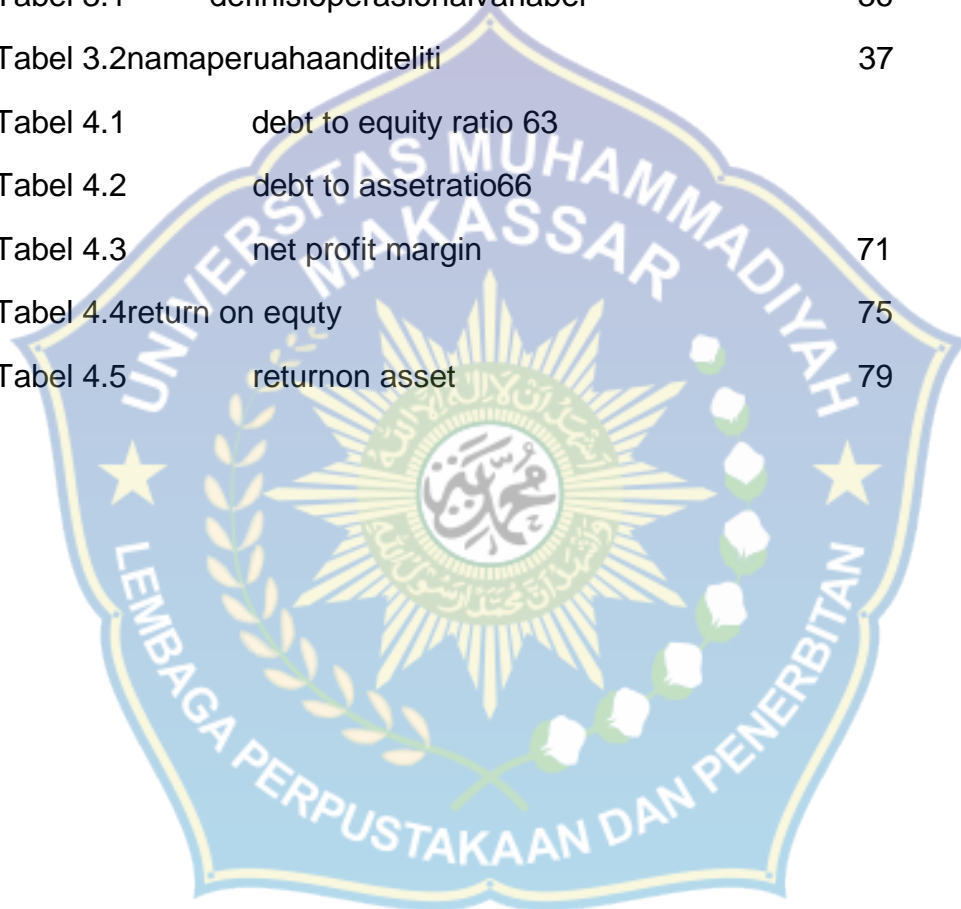 Tabel 3.2namaperuahaanditeliti 37
Tabel 4.1 debt to equity ratio 63
Tabel 4.2 debt to assetratio66
Tabel 4.3 net profit margin 71
Tabel 4.4return on equty 75
Tabel 4.5 returnon asset 79
UNIVERSITAS MUHAMMADIYAH
MAKASSAR
LEMBAGA PERPUSTAKAAN DAN PENERBITAN